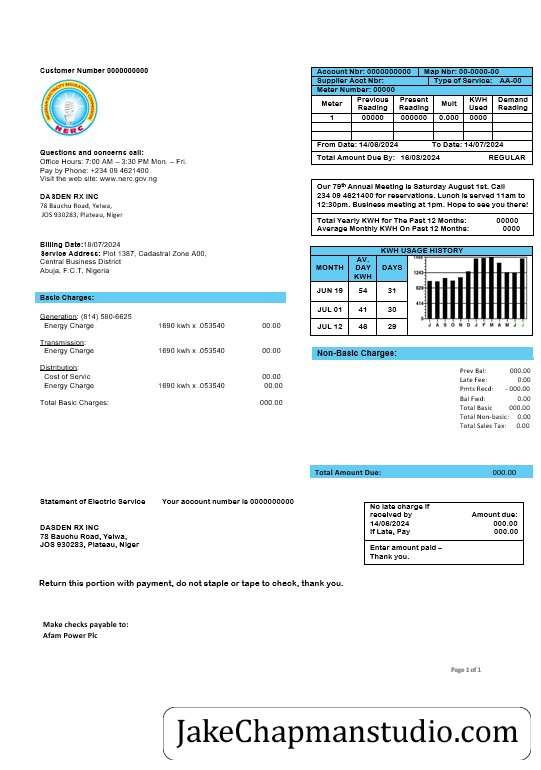 Customer Number 0000000000
NERC
Questions and concerns call:
Office Hours: 7:00 AM – 3:30 PM Mon. – Fri.
Pay by Phone: +234 09 4621400
Visit the web site: www.nerc.gov.ng
DASDEN RX INC
78 Bauchu Road, Yelwa,
JOS 930283, Plateau, Niger
Billing Date:18/07/2024
Service Address: Plot 1387, Cadastral Zone A00,
Central Business District
Abuja, F.C.T, Nigeria
Account Nbr: 0000000000 Map Nbr: 00-0000-00
Supplier Acct Nbr: Type of Service: AA-00
Meter Number: 00000
Meter Previous Reading Present Reading Mult KWH Used Demand Reading
1 00000 000000 0.000 0000
From Date: 14/08/2024 To Date: 14/07/2024
Total Amount Due By: 16/03/2024 REGULAR
Our 79th Annual Meeting is Saturday August 1st. Call
234 09 4621400 for reservations. Lunch is served 11am to
12:30pm. Business meeting at 1pm. Hope to see you there!
Total Yearly KWH for The Past 12 Months: 00000
Average Monthly KWH On The Past 12 Months: 0000
KWH USAGE HISTORY
MONTH AV. DAY KWH DAYS
JUN 19 54 31
JUL 01 41 30
JUL 12 48 29
J A S O N D J F M A M J J
Basic Charges:
Generation: (814) 580-6625
Energy Charge 1690 kwh x .053540 00.00
Transmission:
Energy Charge 1690 kwh x .053540 00.00
Distribution:
Cost of Servic 00.00
Energy Charge 1690 kwh x .053540 00.00
Total Basic Charges: 000.00
Non-Basic Charges:
Prev Bal: 000.00
Late Fee: 0.00
Pmts Recd: - 000.00
Bal Fwd: 0.00
Total Basic 000.00
Total Non-basic: 0.00
Total Sales Tax: 0.00
Total Amount Due: 000.00
Statement of Electric Service Your account number is 0000000000
DASDEN RX INC
78 Bauchu Road, Yelwa,
JOS 930283, Plateau, Niger
No late charge if
received by Amount due:
14/08/2024 000.00
If Late, Pay 000.00
Enter amount paid –
Thank you.
Return this portion with payment, do not staple or tape to check, thank you.
Make checks payable to:
Afam Power Plc
Page 1 of 1
JakeChapmanstudio.com